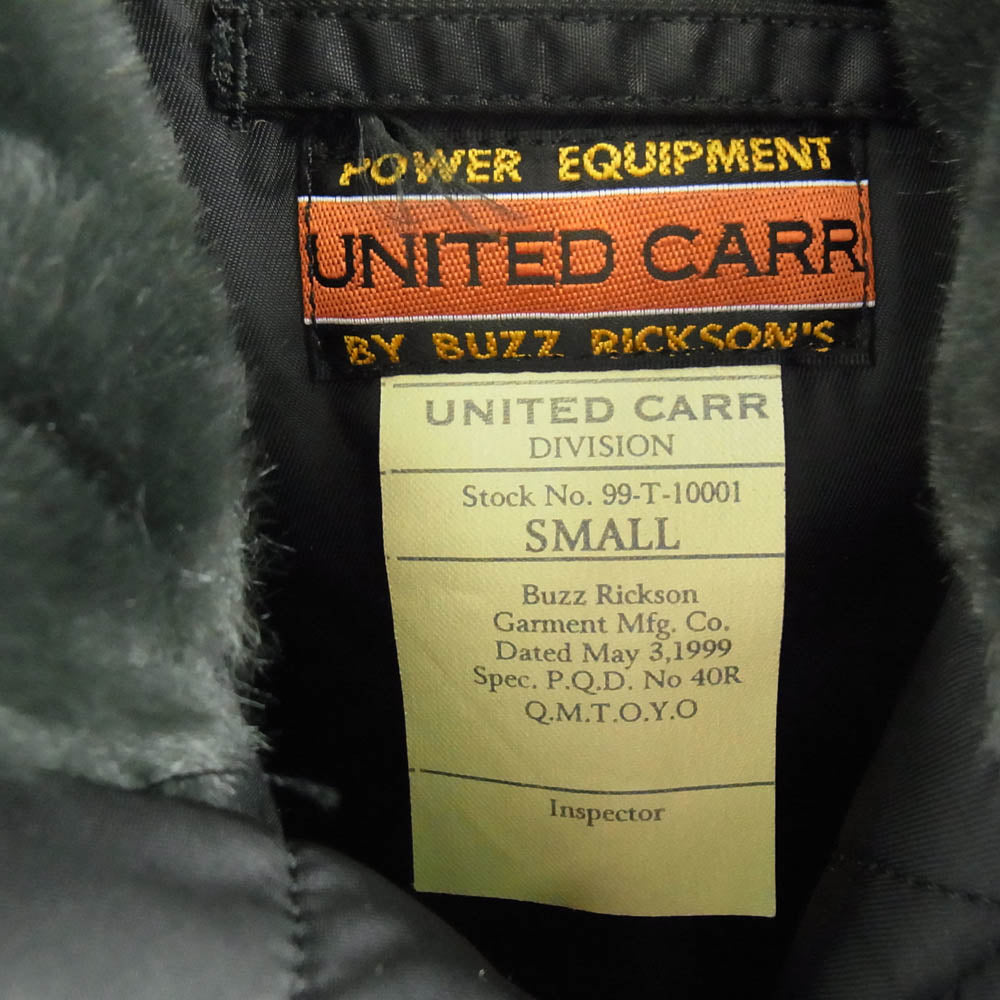 POWER EQUIPMENT
UNITED CARR
BY BUZZ RICKSON'S
UNITED CARR
DIVISION
Stock No. 99-T-10001
SMALL
Buzz Rickson
Garment Mfg. Co.
Dated May 3,1999
Spec. P.Q.D. No 40R
Q.M.T.O.Y.O
Inspector